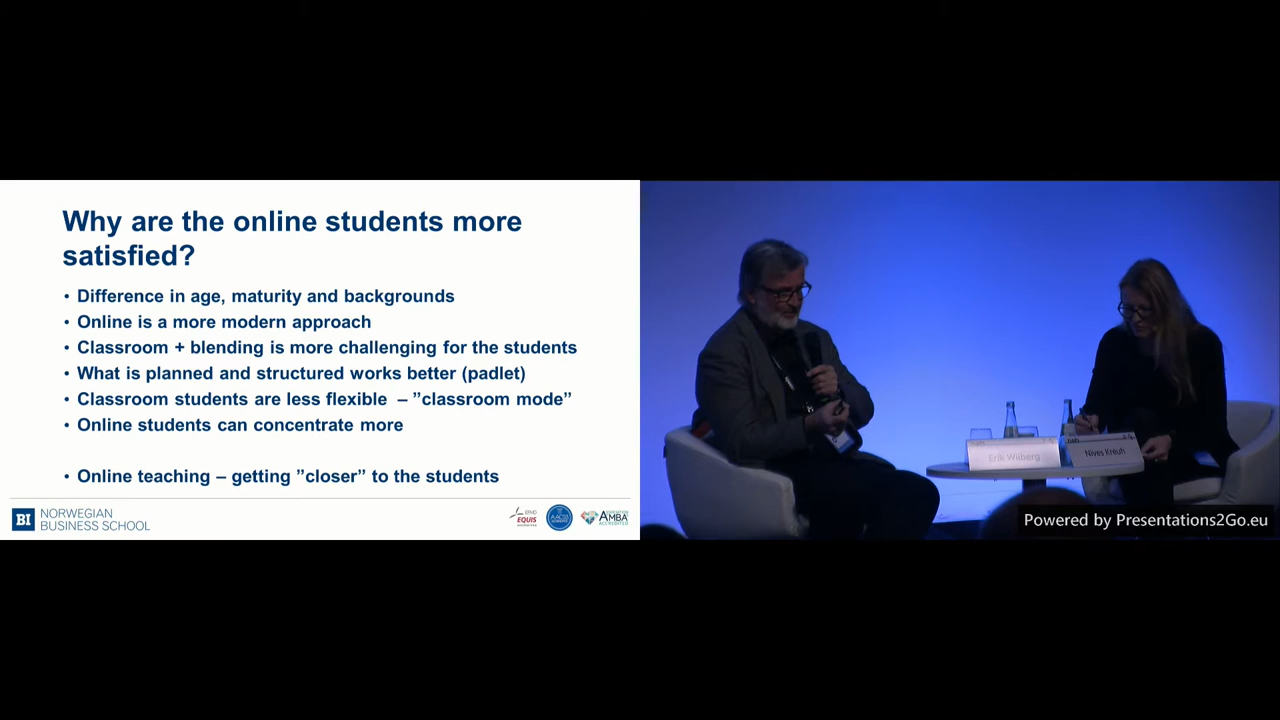 Why are the online students more
satisfied?
• Difference in age, maturity and backgrounds
• Online is a more modern approach
• Classroom + blending is more challenging for the students
• What is planned and structured works better (padlet)
• Classroom students are less flexible – ”classroom mode”
• Online students can concentrate more
• Online teaching – getting ”closer” to the students
BI NORWEGIAN
BUSINESS SCHOOL
EFMD
EQUIS
AMBA
ACCREDITED
Erik Wilberg
Nives Kreuh
Powered by Presentations2Go.eu